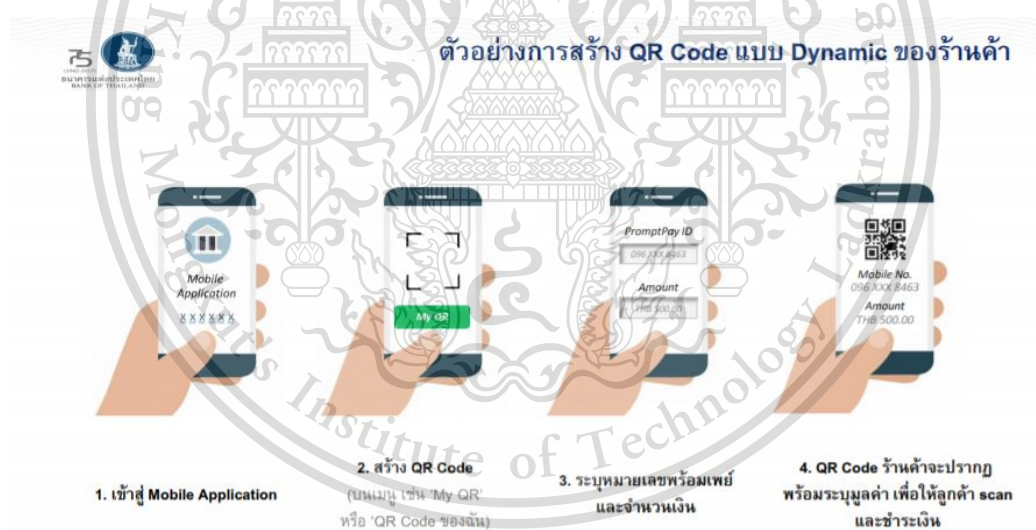 ตัวอย่างการสร้าง QR Code แบบ Dynamic ของร้านค้า
ธนาคารแห่งประเทศไทย
BANK OF THAILAND
Mobile
Application
XXXXXX
My QR
PromptPay ID
096 XXX 8463
Amount
THB 500.00
Mobile No.
096 XXX 8463
Amount
THB 500.00
1. เข้าสู่ Mobile Application
2. สร้าง QR Code
(บนเมนู เช่น 'My QR'
หรือ 'QR Code ของฉัน)
3. ระบุหมายเลขพร้อมเพย์
และจำนวนเงิน
4. QR Code ร้านค้าจะปรากฏ
พร้อมระบุมูลค่า เพื่อให้ลูกค้า scan
และชำระเงิน
Institute of Technology Ladkrabang